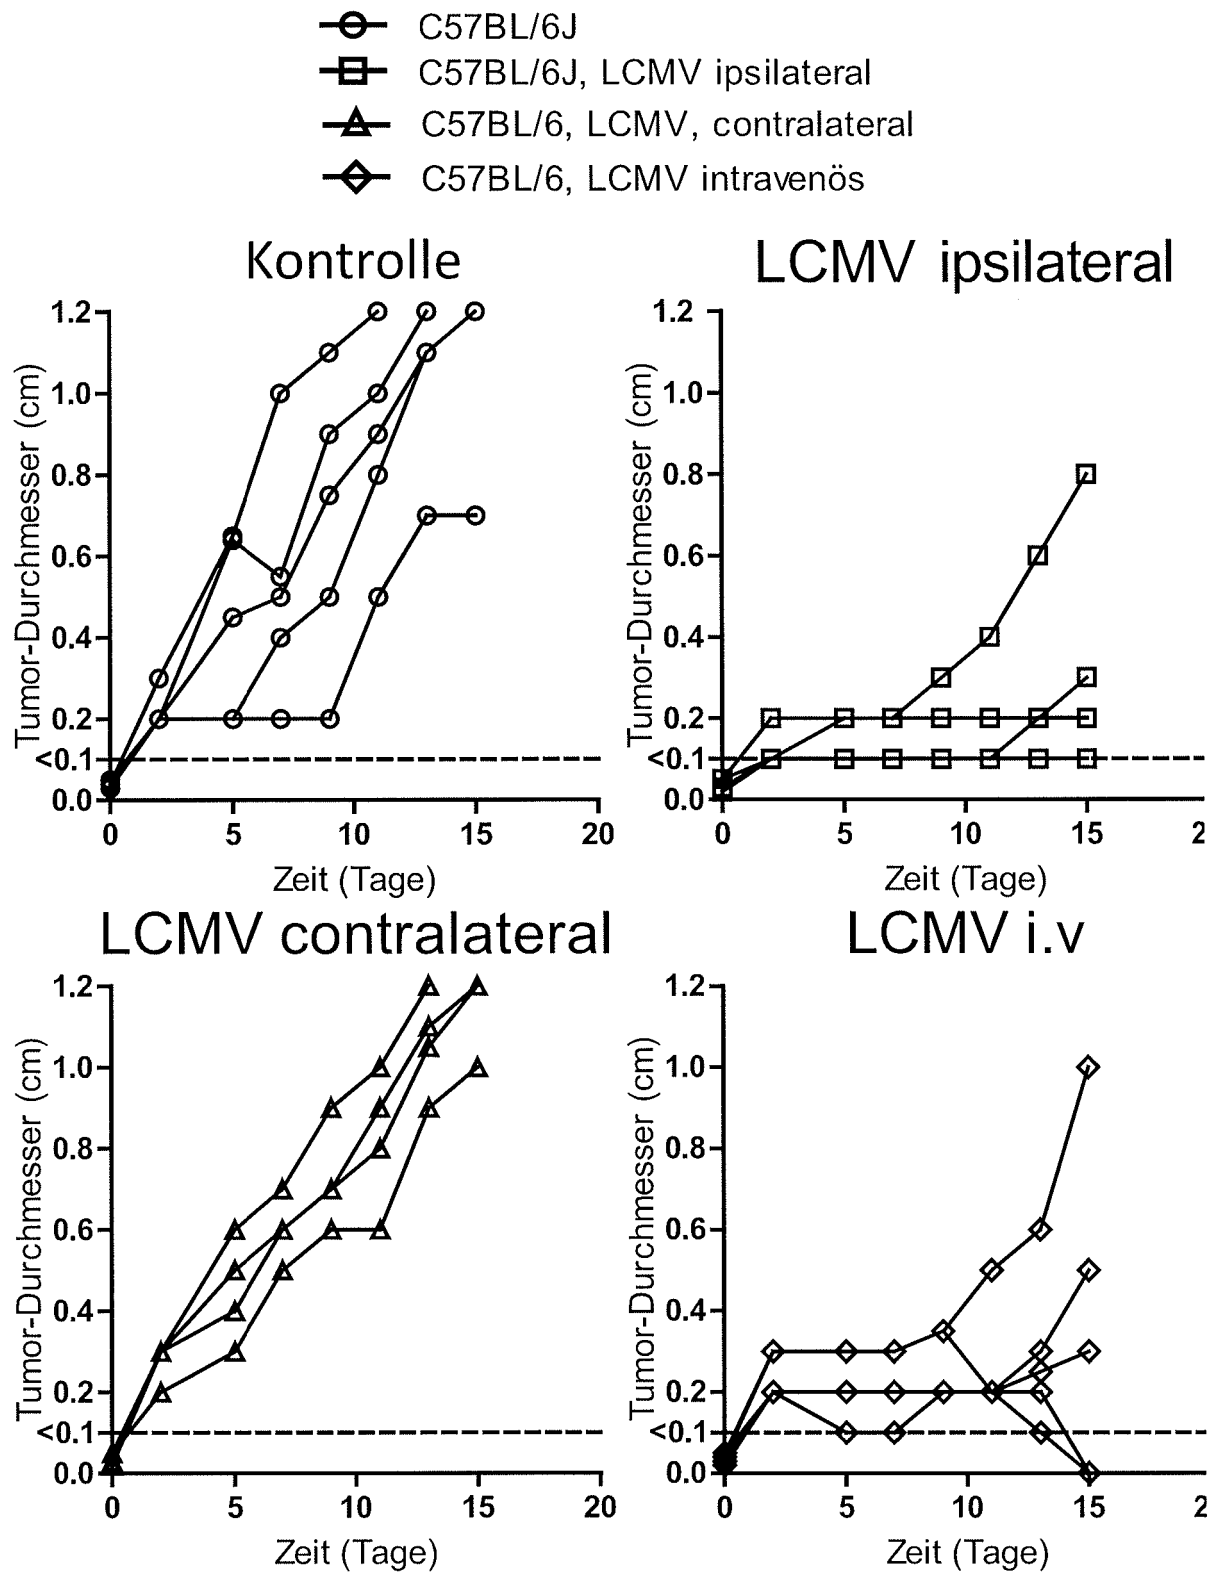 C57BL/6J
C57BL/6J, LCMV ipsilateral
C57BL/6, LCMV, contralateral
C57BL/6, LCMV intravenös
Kontrolle
Tumor-Durchmesser (cm)
1.2
1.0
0.8
0.6
0.4
0.2
<0.1
0.0
0 5 10 15 20
Zeit (Tage)
LCMV ipsilateral
Tumor-Durchmesser (cm)
1.2
1.0
0.8
0.6
0.4
0.2
<0.1
0.0
0 5 10 15 2
Zeit (Tage)
LCMV contralateral
Tumor-Durchmesser (cm)
1.2
1.0
0.8
0.6
0.4
0.2
<0.1
0.0
0 5 10 15 20
Zeit (Tage)
LCMV i.v
Tumor-Durchmesser (cm)
1.2
1.0
0.8
0.6
0.4
0.2
<0.1
0.0
0 5 10 15 2
Zeit (Tage)